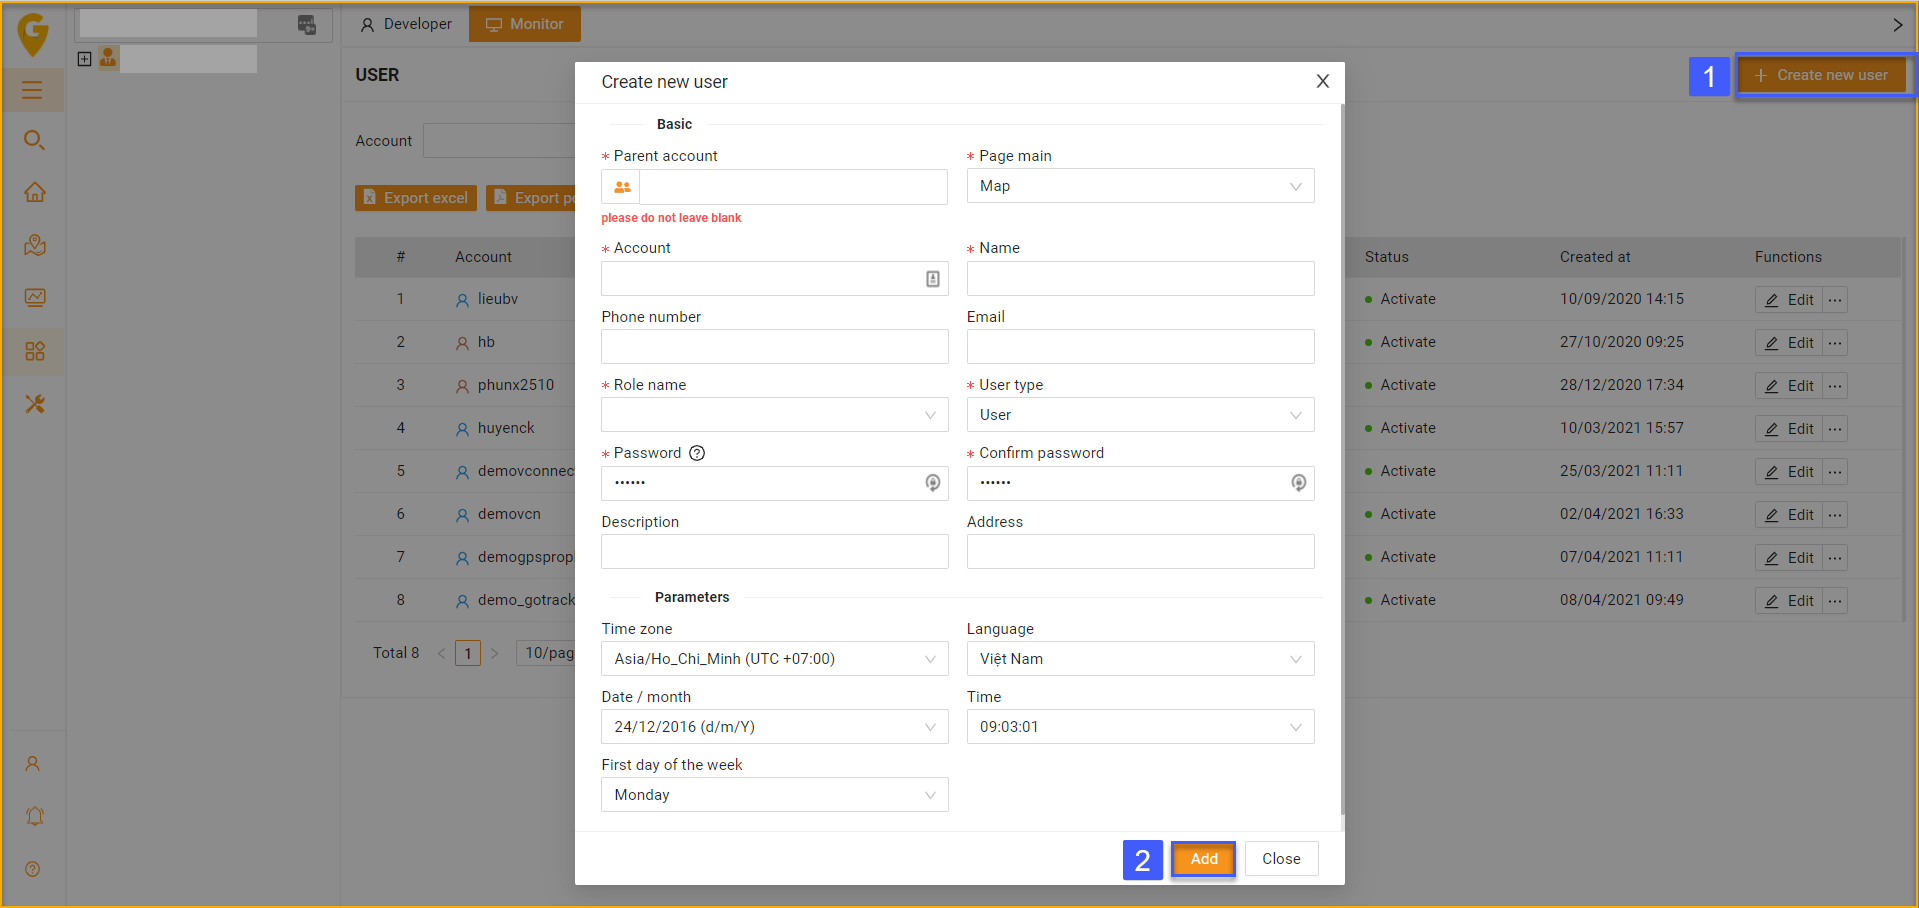 Developer
Monitor
USER
1
+ Create new user
Account
Export excel
Export
# Account Status Created at Functions
1 lieubv Activate 10/09/2020 14:15 Edit ...
2 hb Activate 27/10/2020 09:25 Edit ...
3 phunx2510 Activate 28/12/2020 17:34 Edit ...
4 huyenck Activate 10/03/2021 15:57 Edit ...
5 demovconnec Activate 25/03/2021 11:11 Edit ...
6 demovcn Activate 02/04/2021 16:33 Edit ...
7 demogpsprop Activate 07/04/2021 11:11 Edit ...
8 demo_gotrack Activate 08/04/2021 09:49 Edit ...
Total 8 < 1 > 10/pag
Create new user X
Basic
* Parent account
please do not leave blank
* Page main
Map
* Account
* Name
Phone number
Email
* Role name
* User type
User
* Password ?
••••••
* Confirm password
••••••
Description
Address
Parameters
Time zone
Asia/Ho_Chi_Minh (UTC +07:00)
Language
Việt Nam
Date / month
24/12/2016 (d/m/Y)
Time
09:03:01
First day of the week
Monday
2
Add
Close